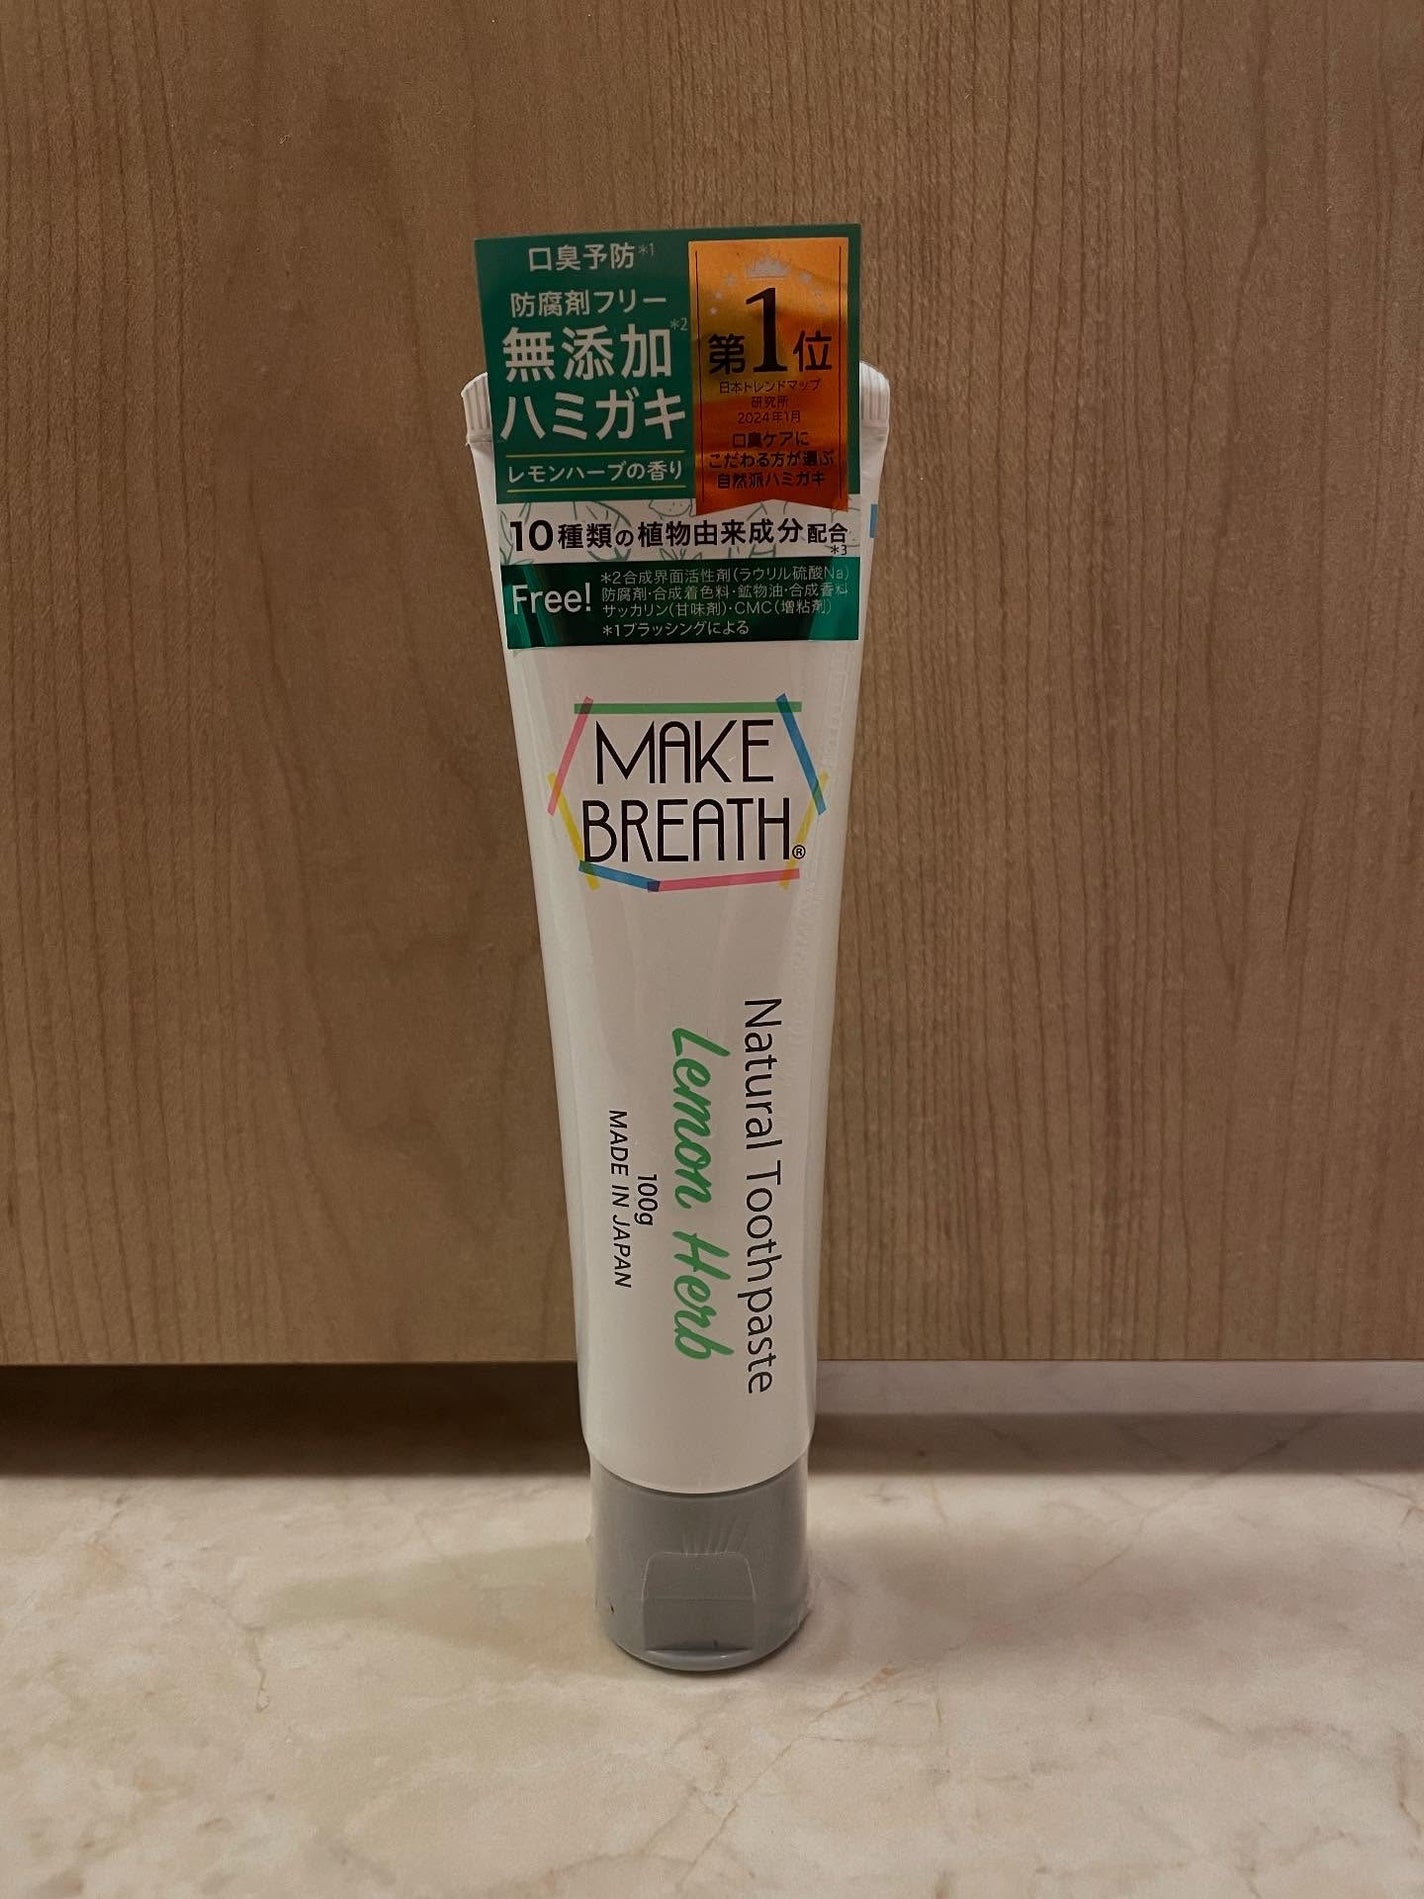 口臭予防*1
防腐剤フリー
無添加*2
ハミガキ
レモンハーブの香り
第1位
日本トレンドマップ
研究所
2024年1月
口臭ケアに
こだわる方が選ぶ
自然派ハミガキ
10種類の植物由来成分配合
*3
Free!
*2合成界面活性剤(ラウリル硫酸Na)
防腐剤・合成着色料・鉱物油・合成香料
サッカリン(甘味剤)・CMC(増粘剤)
*1ブラッシングによる
MAKE
BREATH®
Natural Toothpaste
Lemon Herb
100g
MADE IN JAPAN